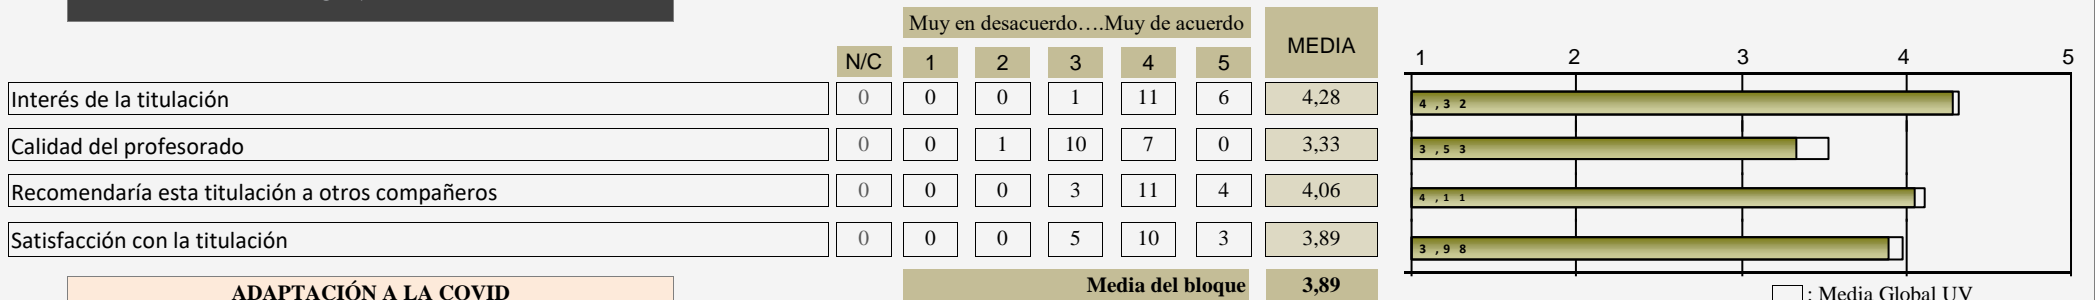 Muy en desacuerdo….Muy de acuerdo
MEDIA
N/C 1 2 3 4 5
1 2 3 4 5
Interés de la titulación 0 0 0 1 11 6 4,28 4,32
Calidad del profesorado 0 0 1 10 7 0 3,33 3,53
Recomendaría esta titulación a otros compañeros 0 0 0 3 11 4 4,06 4,11
Satisfacción con la titulación 0 0 0 5 10 3 3,89 3,98
Media del bloque 3,89
ADAPTACIÓN A LA COVID
: Media Global UV